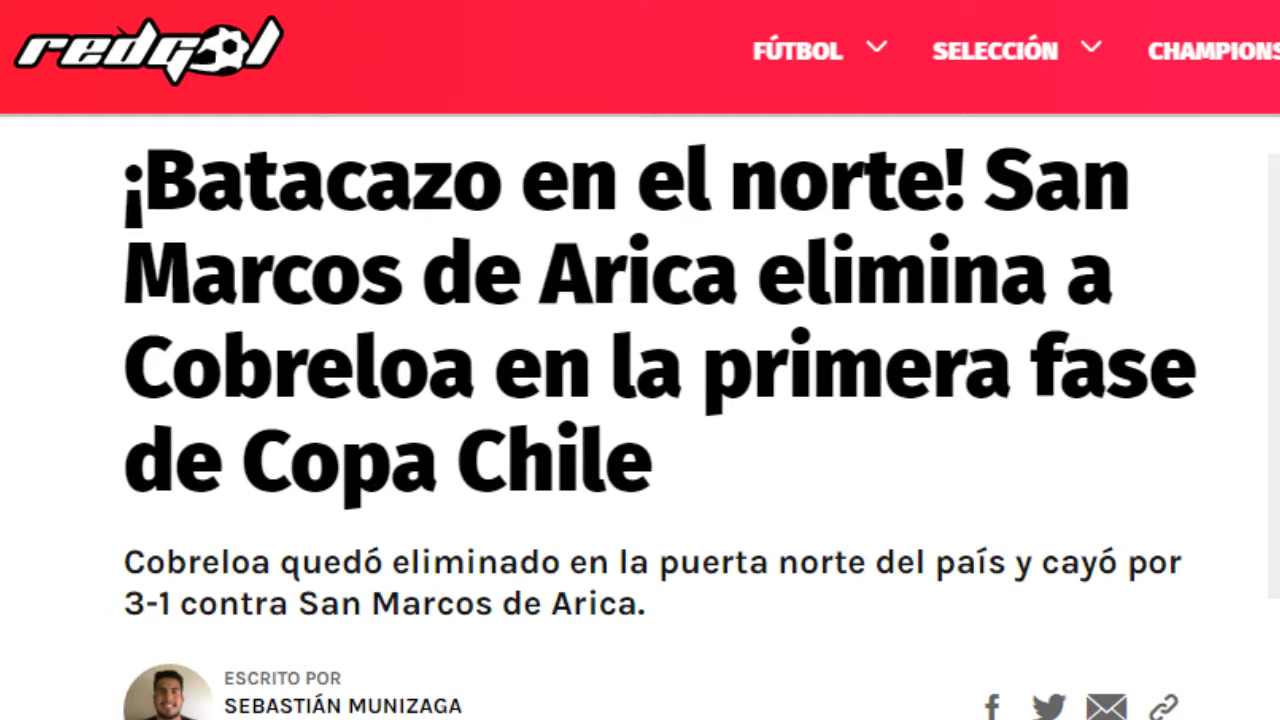 redgol
FÚTBOL SELECCIÓN CHAMPIONS
¡Batacazo en el norte! San
Marcos de Arica elimina a
Cobreloa en la primera fase
de Copa Chile
Cobreloa quedó eliminado en la puerta norte del país y cayó por
3-1 contra San Marcos de Arica.
ESCRITO POR
SEBASTIÁN MUNIZAGA